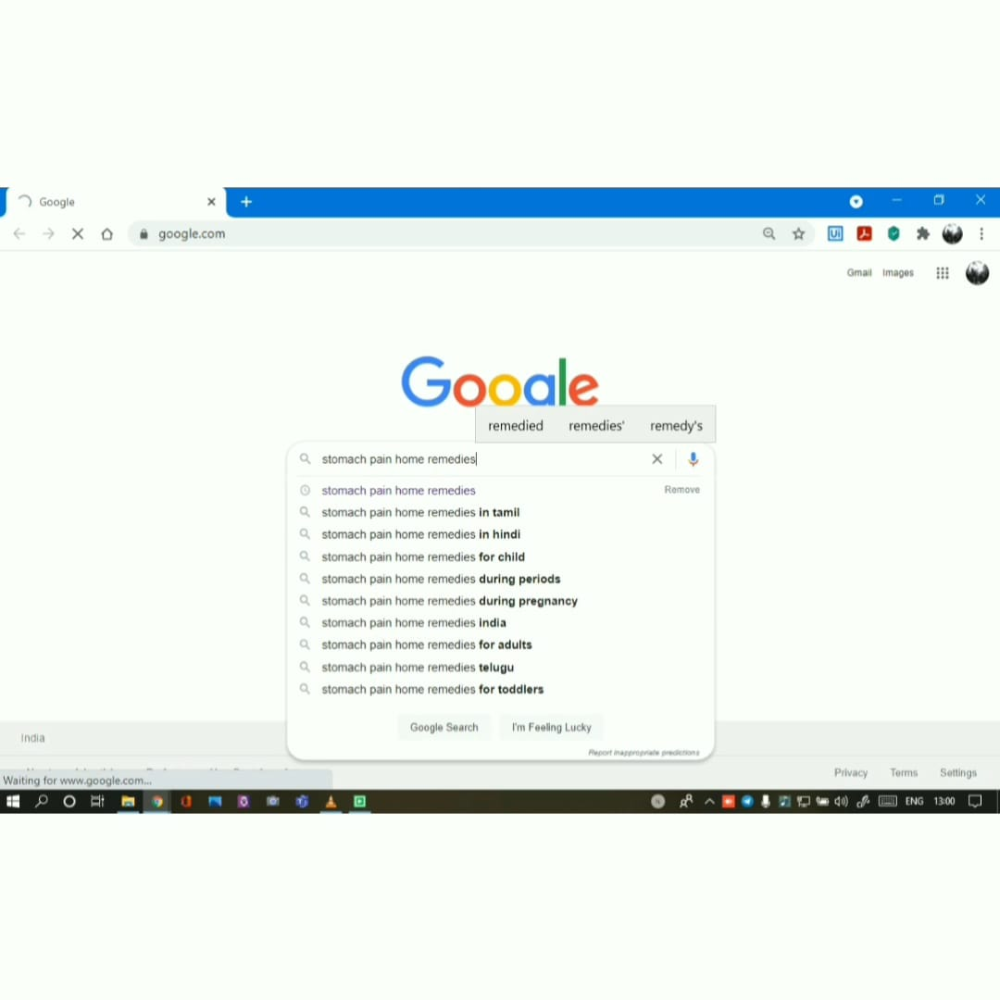 Google
google.com
Gmail Images
Google
remedied remedies' remedy's
stomach pain home remedies
stomach pain home remedies Remove
stomach pain home remedies in tamil
stomach pain home remedies in hindi
stomach pain home remedies for child
stomach pain home remedies during periods
stomach pain home remedies during pregnancy
stomach pain home remedies india
stomach pain home remedies for adults
stomach pain home remedies telugu
stomach pain home remedies for toddlers
Google Search I'm Feeling Lucky
Report inappropriate predictions
India
Privacy Terms Settings
Waiting for www.google.com...
ENG 13:00